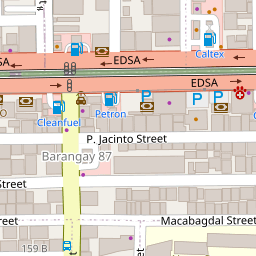 Caltex
EDSA
EDSA
EDSA
EDSA
P
P
P
Cleanfuel
Petron
P. Jacinto Street
Barangay 87
Street
Macabagdal Street
159 B